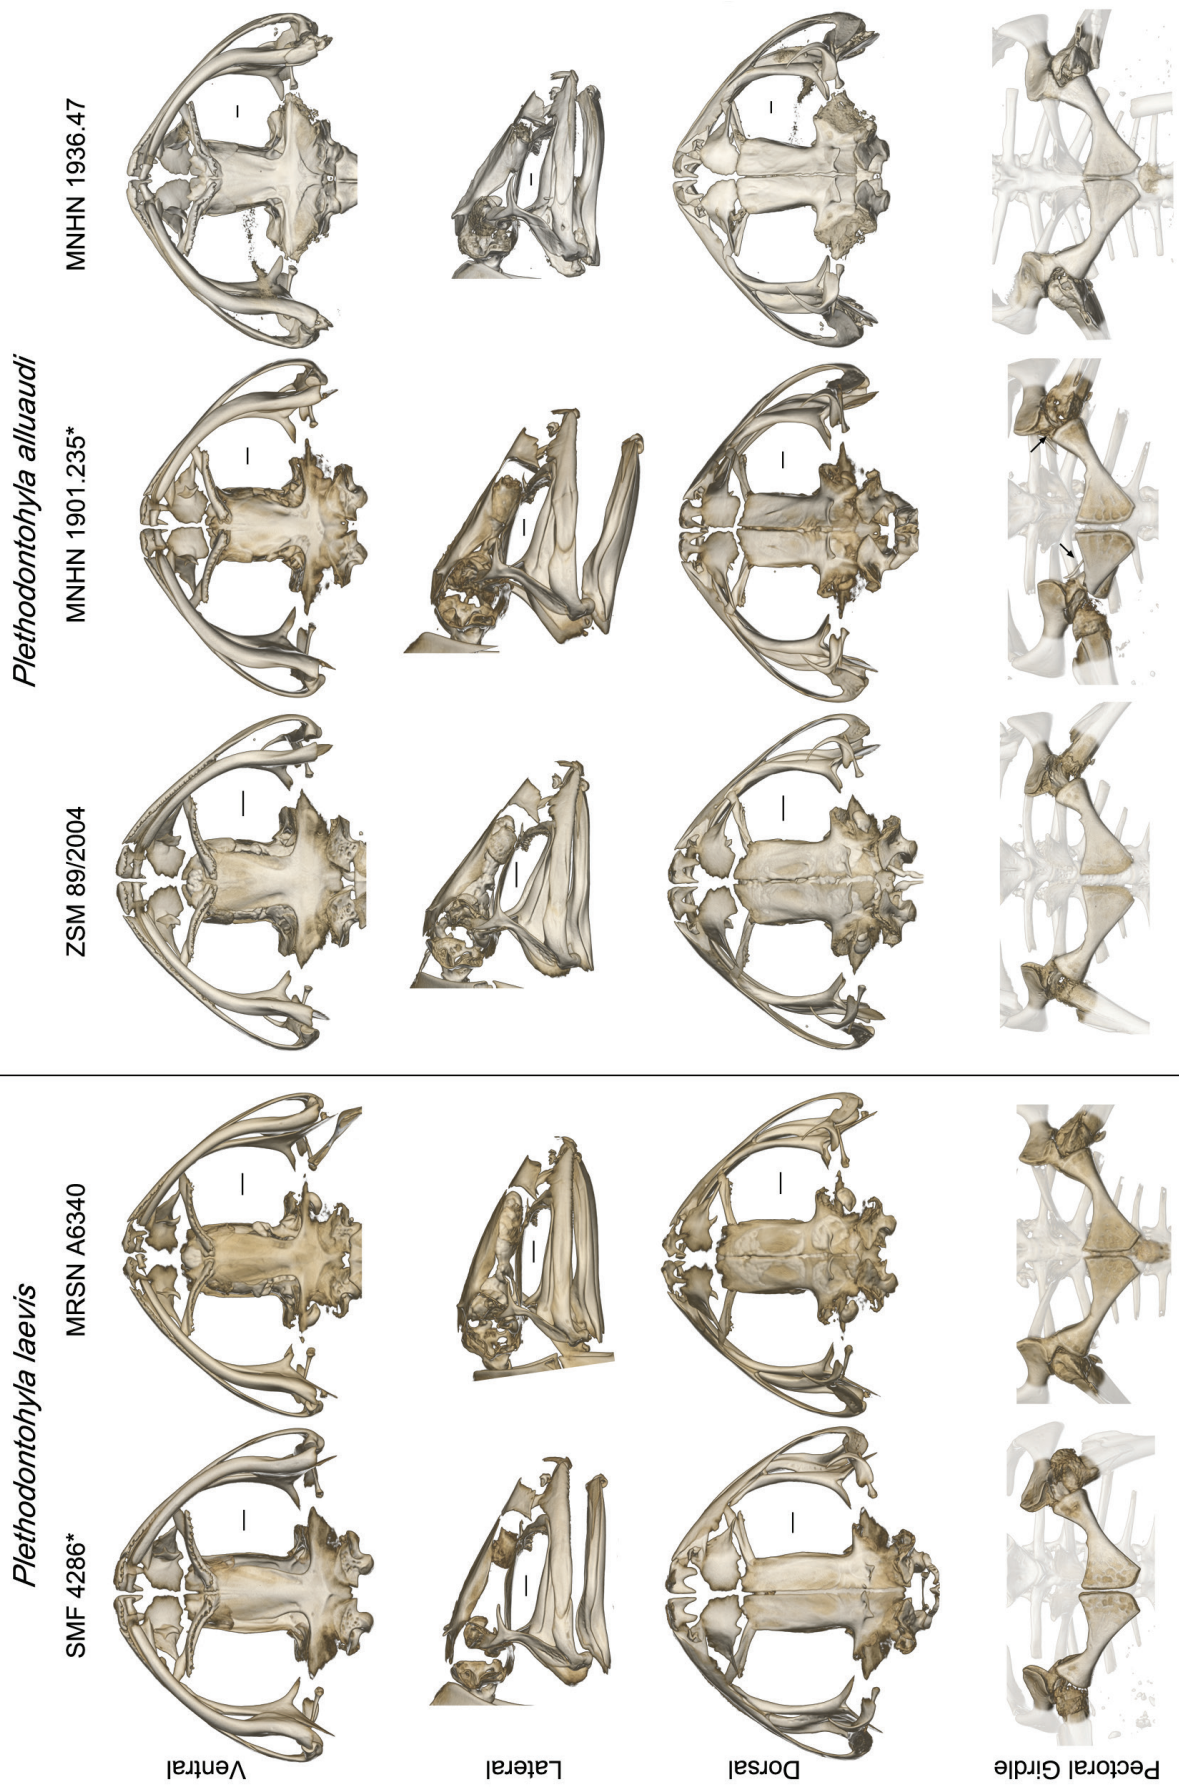 Plethodontohyla laevis
Plethodontohyla alluaudi
SMF 4286*
MRSN A6340
ZSM 89/2004
MNHN 1901.235*
MNHN 1936.47
Ventral
Lateral
Dorsal
Pectoral Girdle